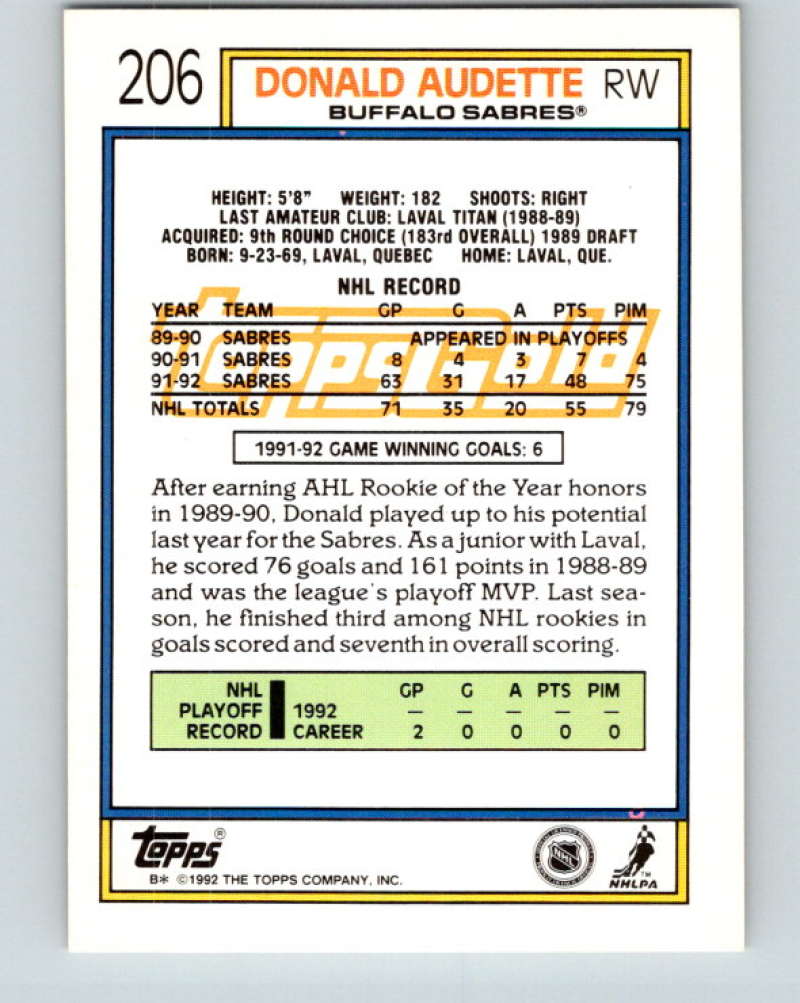 206 DONALD AUDETTE RW
BUFFALO SABRES®
HEIGHT: 5'8" WEIGHT: 182 SHOOTS: RIGHT
LAST AMATEUR CLUB: LAVAL TITAN (1988-89)
ACQUIRED: 9th ROUND CHOICE (183rd OVERALL) 1989 DRAFT
BORN: 9-23-69, LAVAL, QUEBEC HOME: LAVAL, QUE.
NHL RECORD
YEAR TEAM GP G A PTS PIM
89-90 SABRES APPEARED IN PLAYOFFS
90-91 SABRES 8 4 3 7 4
91-92 SABRES 63 31 17 48 75
NHL TOTALS 71 35 20 55 79
toppsGold
1991-92 GAME WINNING GOALS: 6
After earning AHL Rookie of the Year honors
in 1989-90, Donald played up to his potential
last year for the Sabres. As a junior with Laval,
he scored 76 goals and 161 points in 1988-89
and was the league's playoff MVP. Last sea-
son, he finished third among NHL rookies in
goals scored and seventh in overall scoring.
NHL GP G A PTS PIM
PLAYOFF 1992 — — — — —
RECORD CAREER 2 0 0 0 0
topps®
B* ©1992 THE TOPPS COMPANY, INC.
NHL
NHLPA™